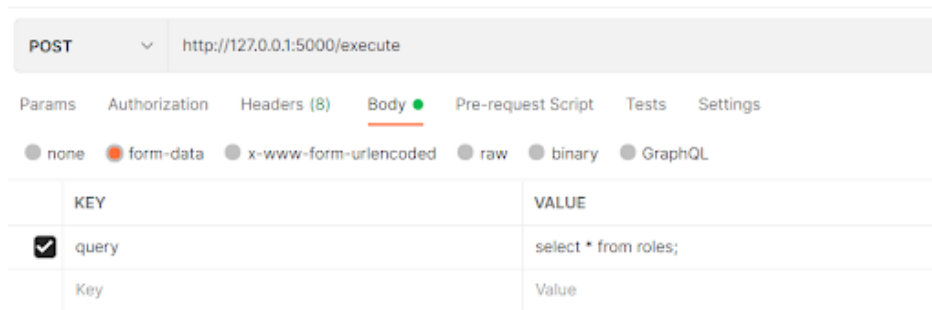 POST http://127.0.0.1:5000/execute
Params Authorization Headers (8) Body Pre-request Script Tests Settings
none form-data x-www-form-urlencoded raw binary GraphQL
KEY VALUE
query select * from roles;
Key Value